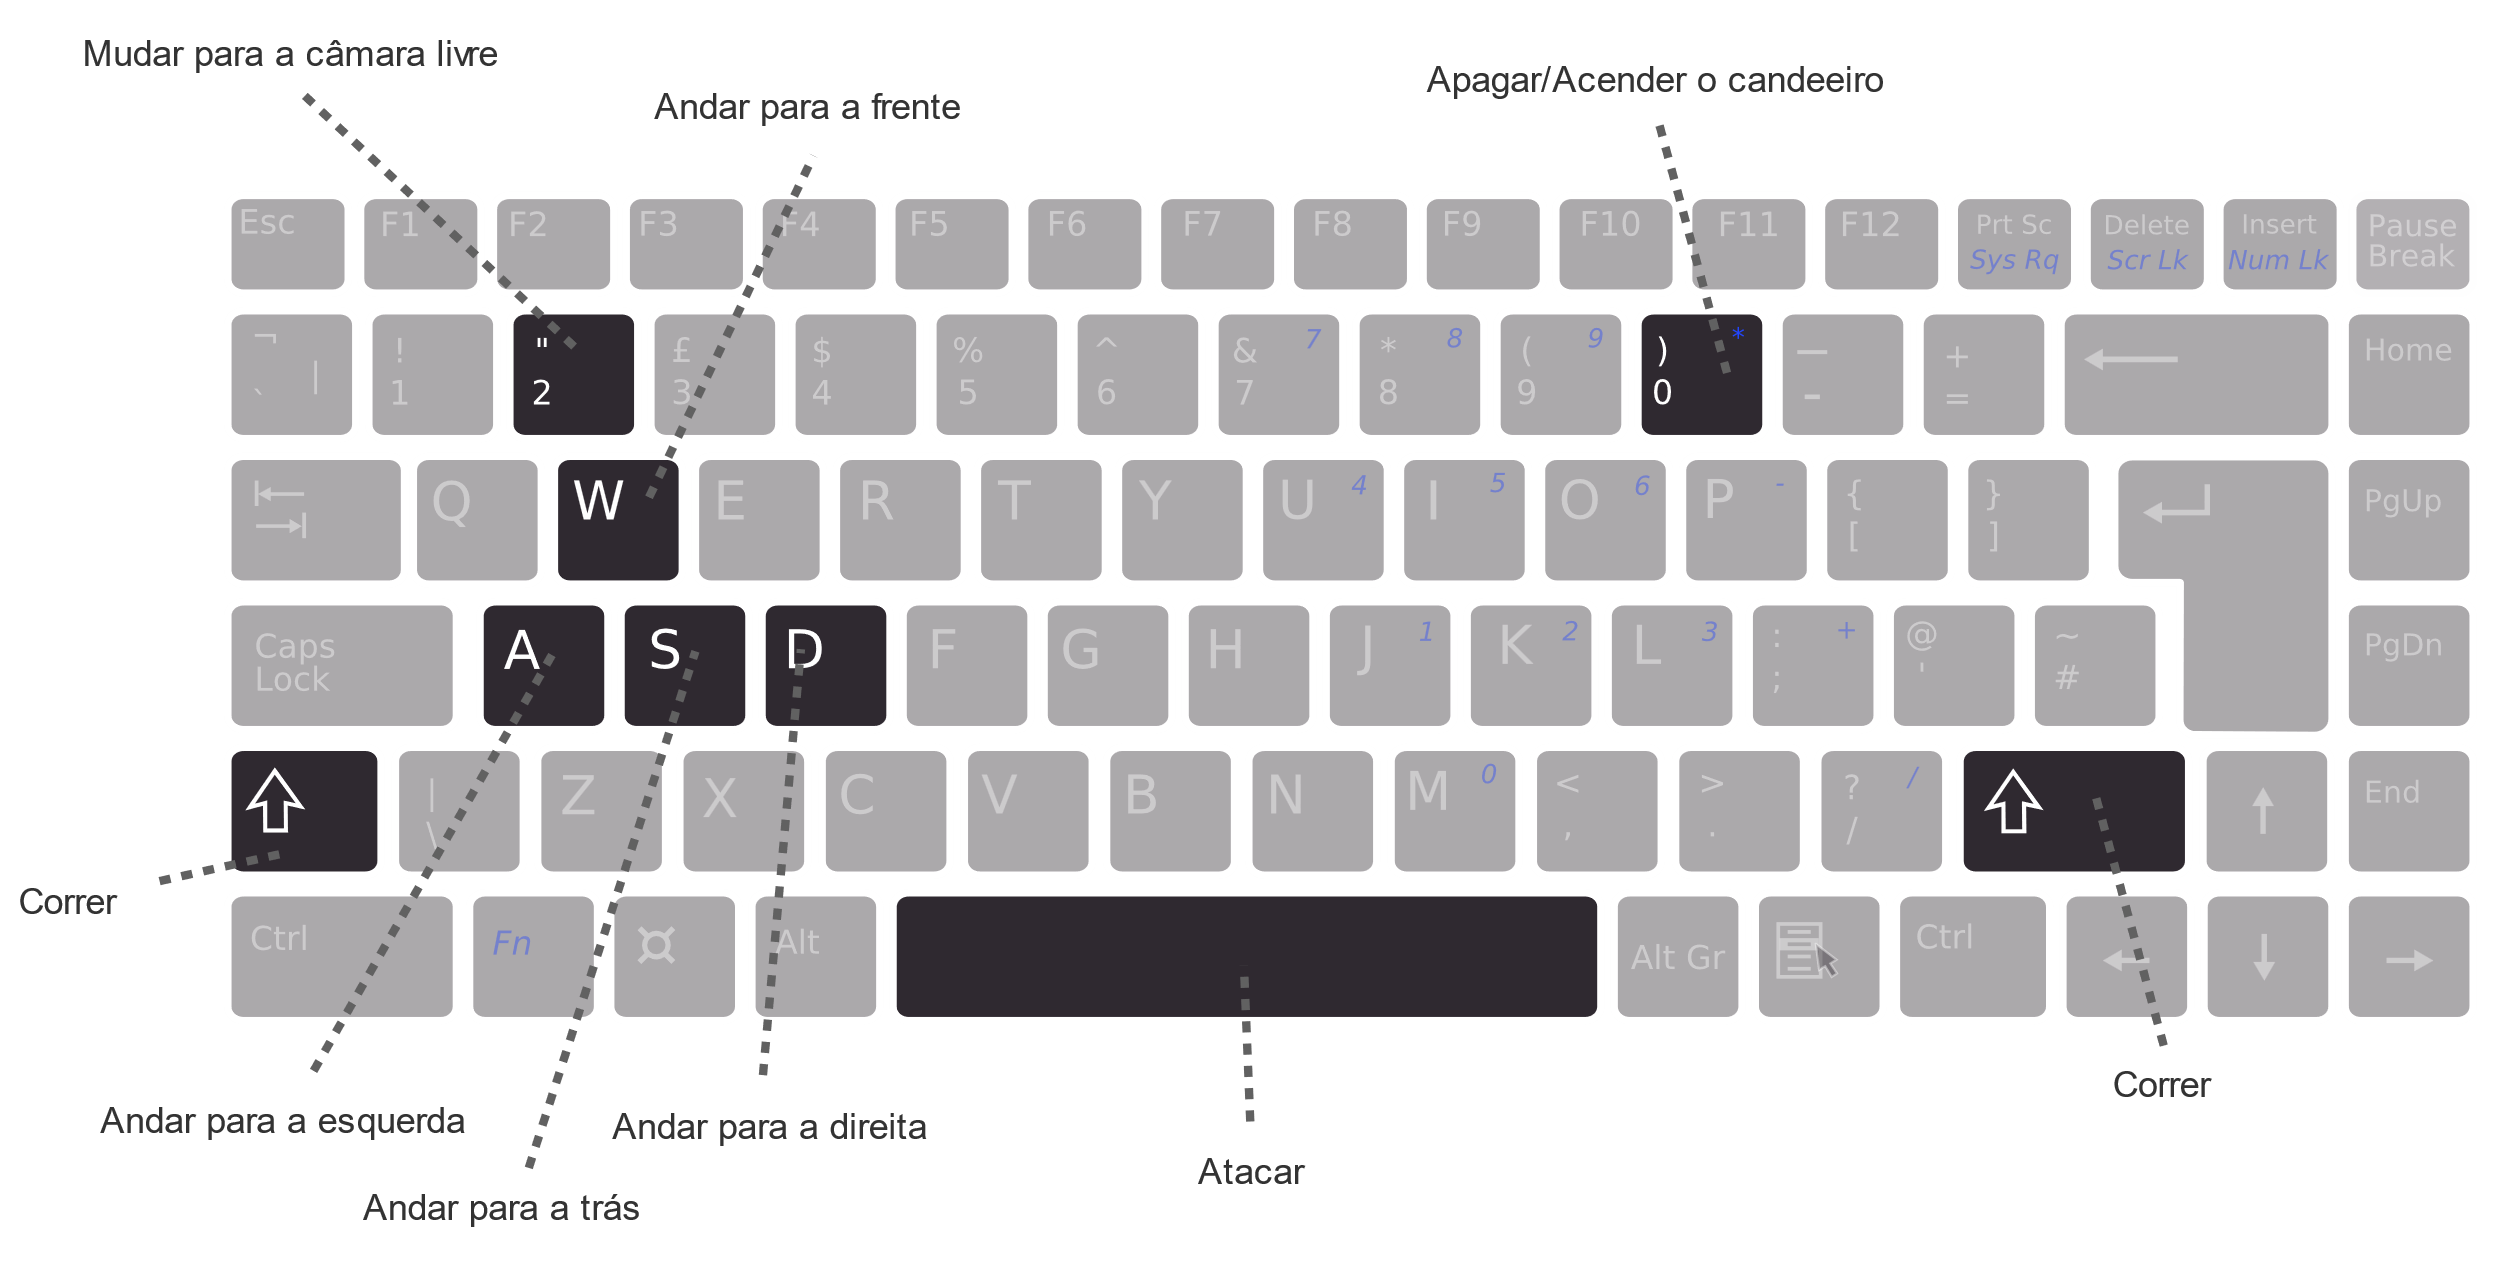 Mudar para a câmara livre
Apagar/Acender o candeeiro
Andar para a frente
Esc F1 F2 F3 F4 F5 F6 F7 F8 F9 F10 F11 F12 Prt Sc Delete Insert Pause
Sys Rq Scr Lk Num Lk Break
¬ | ! " £ $ % ^ & 7 * 8 ( 9 ) * — + Home
` 1 2 3 4 5 6 7 8 9 0 - =
Q W E R T Y U 4 I 5 O 6 P - { } PgUp
[ ]
Caps A S D F G H J 1 K 2 L 3 : + @ ~ PgDn
Lock ; ' #
| Z X C V B N M 0 < > ? / End
\ , . /
Correr
Ctrl Fn Alt Alt Gr Ctrl
Correr
Andar para a esquerda
Andar para a direita
Atacar
Andar para a trás